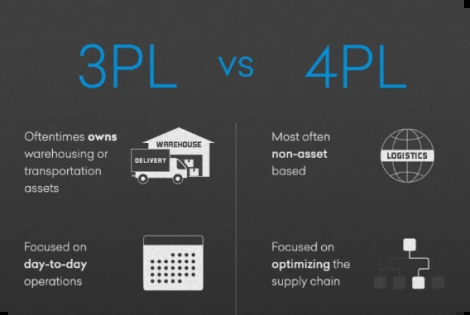 3PL vs 4PL
Oftentimes owns
warehousing or
transportation
assets
WAREHOUSE
DELIVERY
Most often
non-asset
based
LOGISTICS
Focused on
day-to-day
operations
Focused on
optimizing the
supply chain